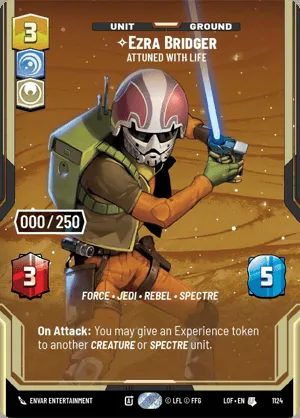 3
UNIT GROUND
✧EZRA BRIDGER
ATTUNED WITH LIFE
000 / 250
3
5
FORCE • JEDI • REBEL • SPECTRE
On Attack: You may give an Experience token
to another CREATURE or SPECTRE unit.
ENVAR ENTERTAINMENT © LFL © FFG LOF • EN 1124